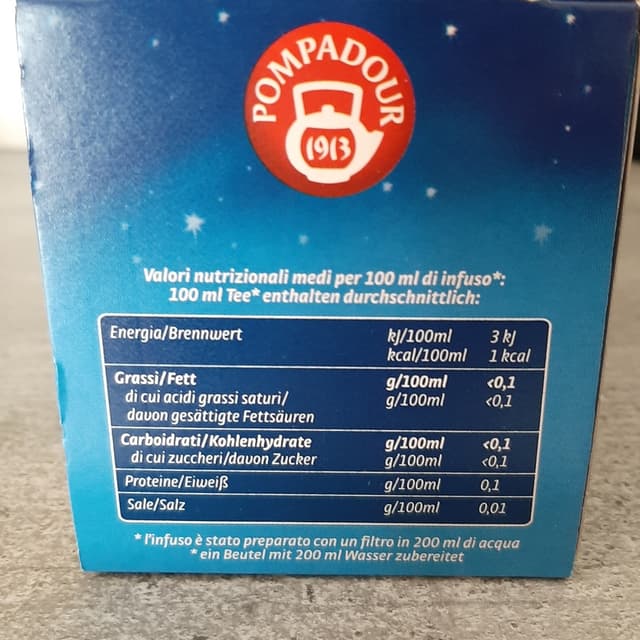 POMPADOUR
1913
Valori nutrizionali medi per 100 ml di infuso*:
100 ml Tee* enthalten durchschnittlich:
Energia/Brennwert kJ/100ml 3 kJ
kcal/100ml 1 kcal
Grassi/Fett g/100ml <0,1
di cui acidi grassi saturi/ g/100ml <0,1
davon gesättigte Fettsäuren
Carboidrati/Kohlenhydrate g/100ml <0,1
di cui zuccheri/davon Zucker g/100ml <0,1
Proteine/Eiweiß g/100ml 0,1
Sale/Salz g/100ml 0,01
* l'infuso è stato preparato con un filtro in 200 ml di acqua
* ein Beutel mit 200 ml Wasser zubereitet